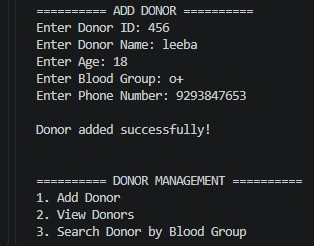 ========== ADD DONOR ==========
Enter Donor ID: 456
Enter Donor Name: leeba
Enter Age: 18
Enter Blood Group: o+
Enter Phone Number: 9293847653
Donor added successfully!
========== DONOR MANAGEMENT ==========
1. Add Donor
2. View Donors
3. Search Donor by Blood Group